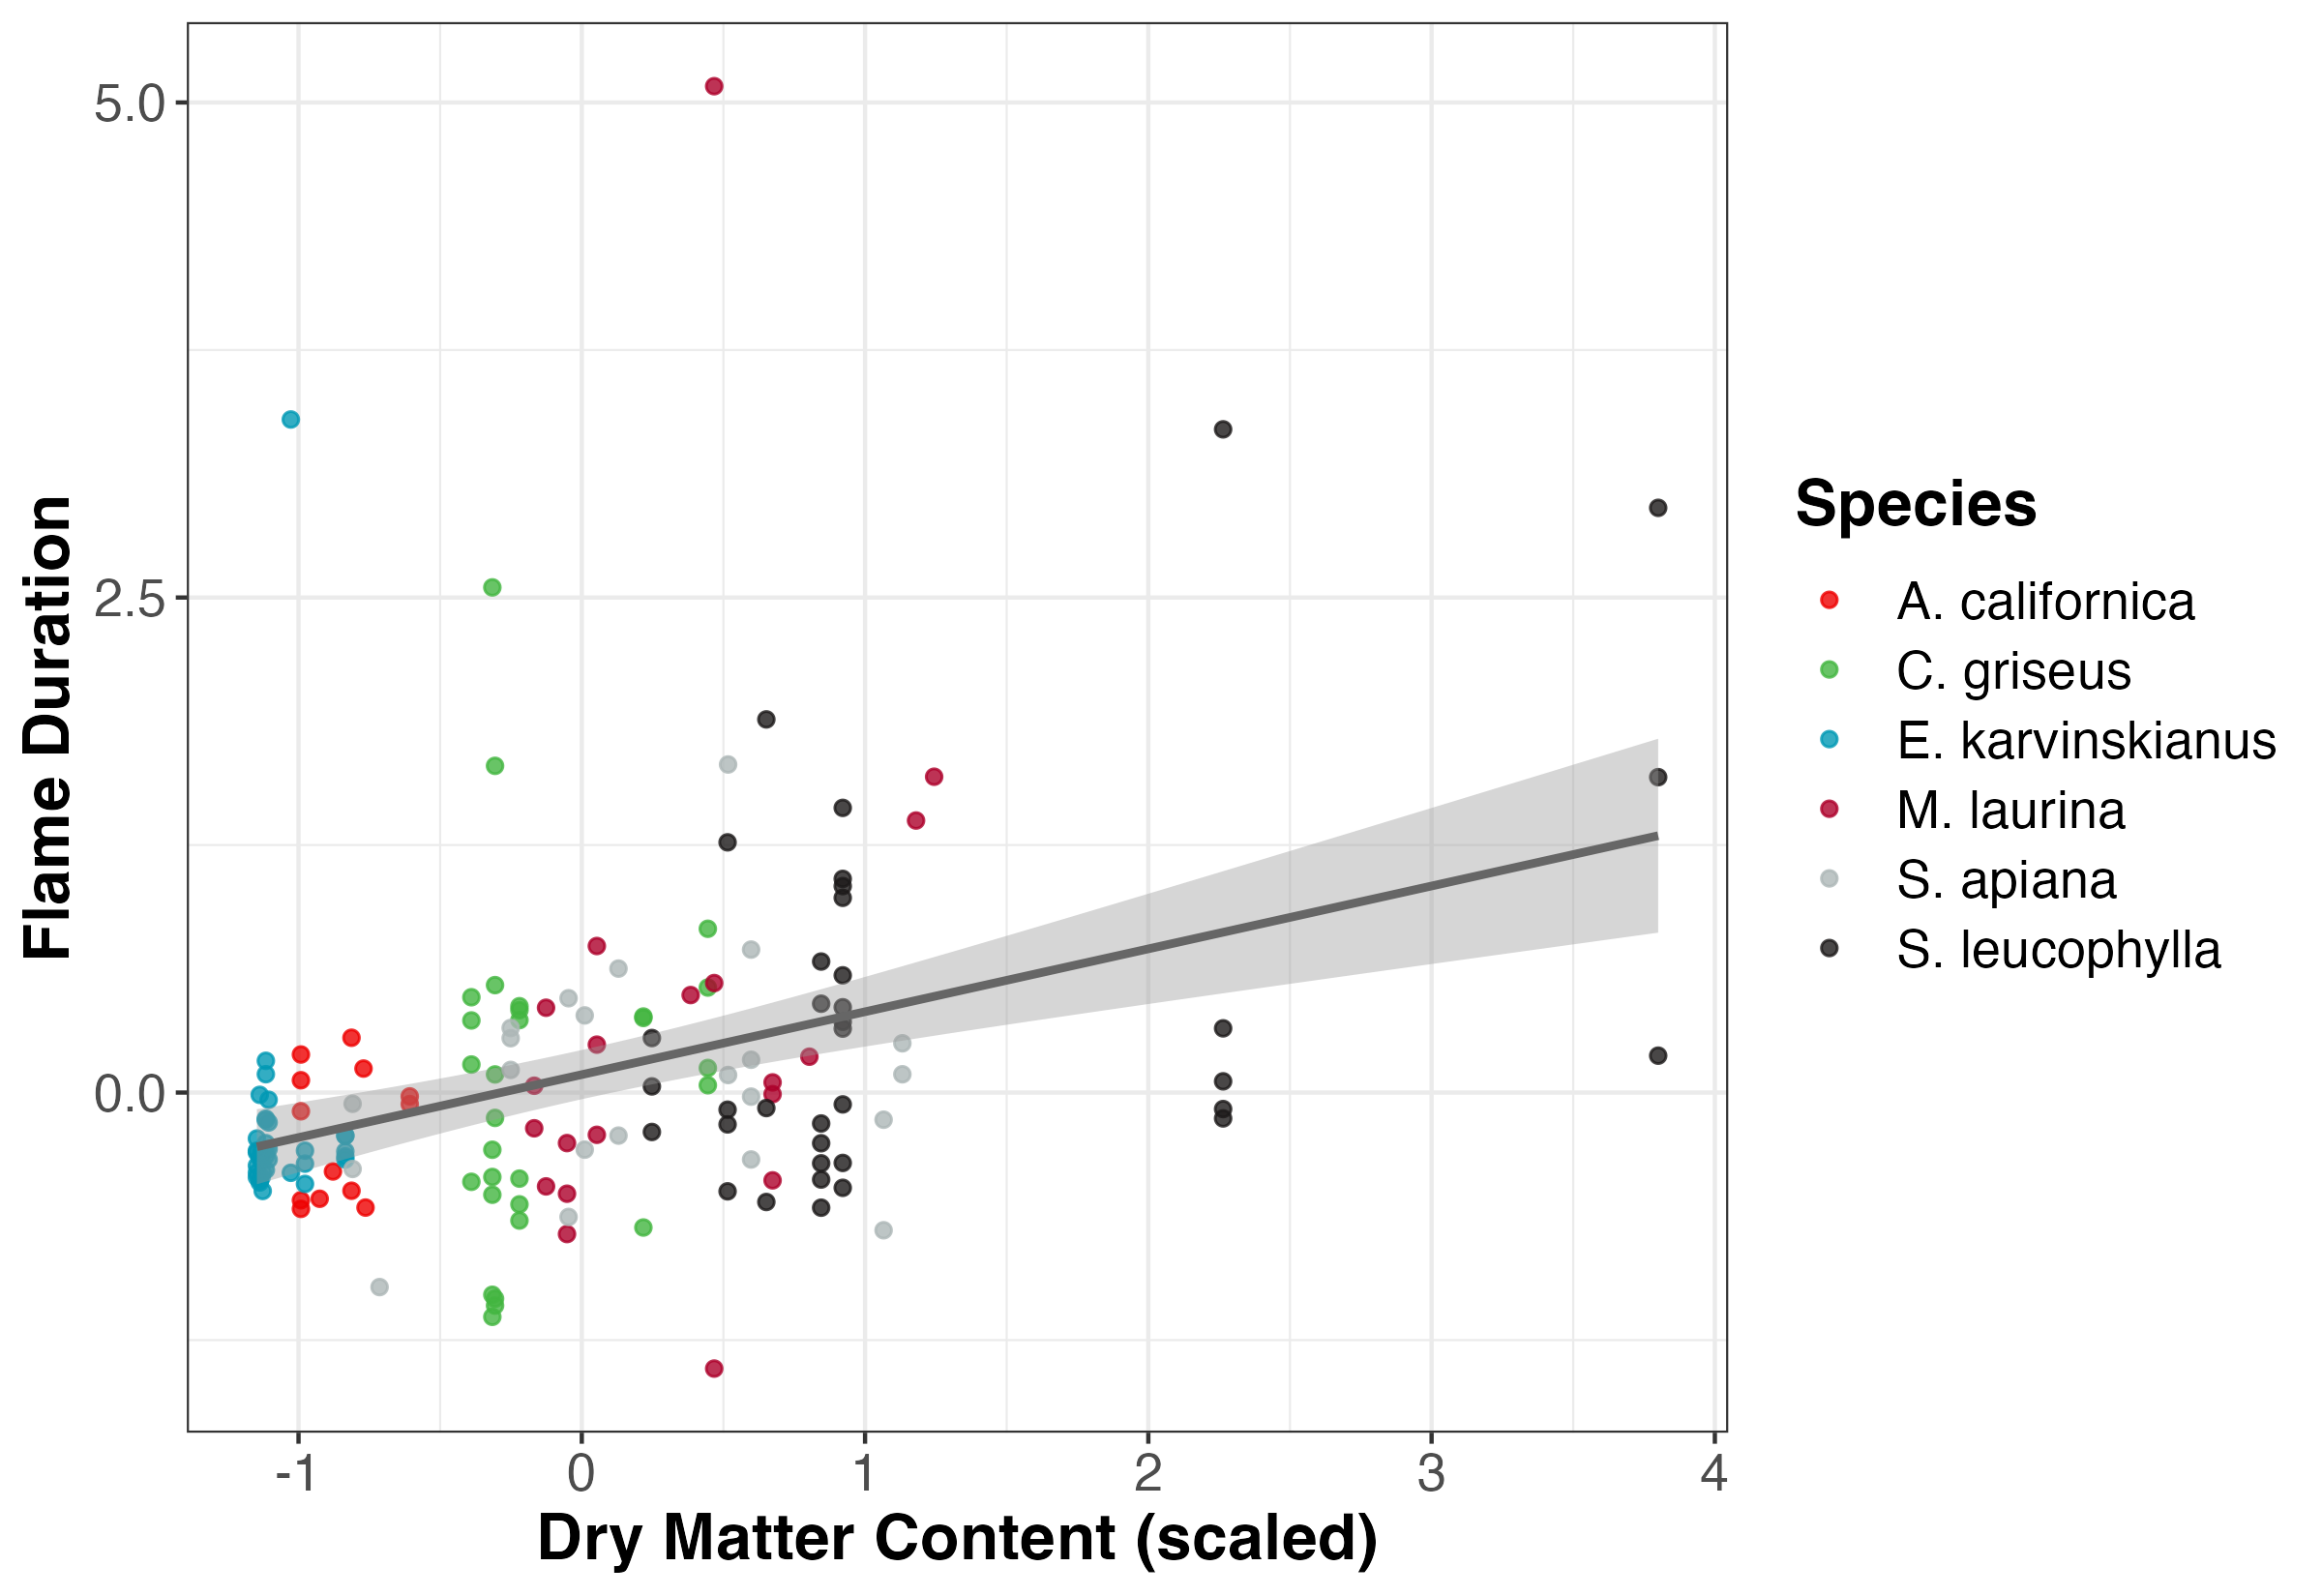 Flame Duration
5.0
2.5
0.0
-1 0 1 2 3 4
Dry Matter Content (scaled)
Species
A. californica
C. griseus
E. karvinskianus
M. laurina
S. apiana
S. leucophylla